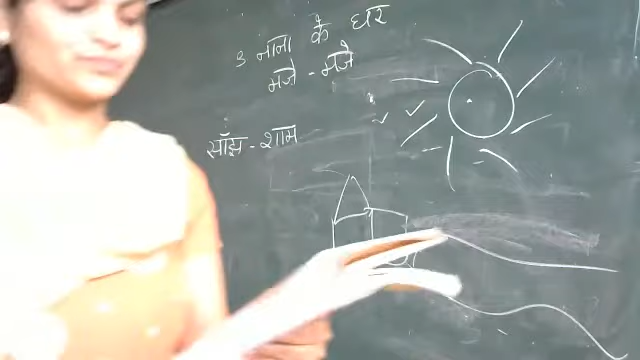 3 नाना के घर
मजे - मजे
साँझ - शाम